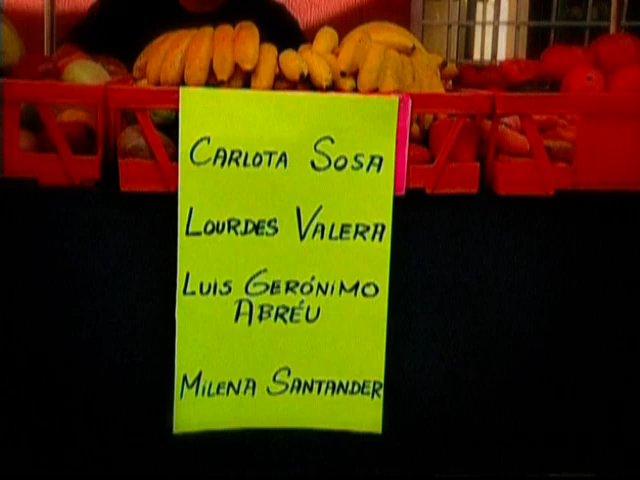 CARLOTA SOSA
LOURDES VALERA
LUIS GERÓNIMO
ABRÉU
MILENA SANTANDER